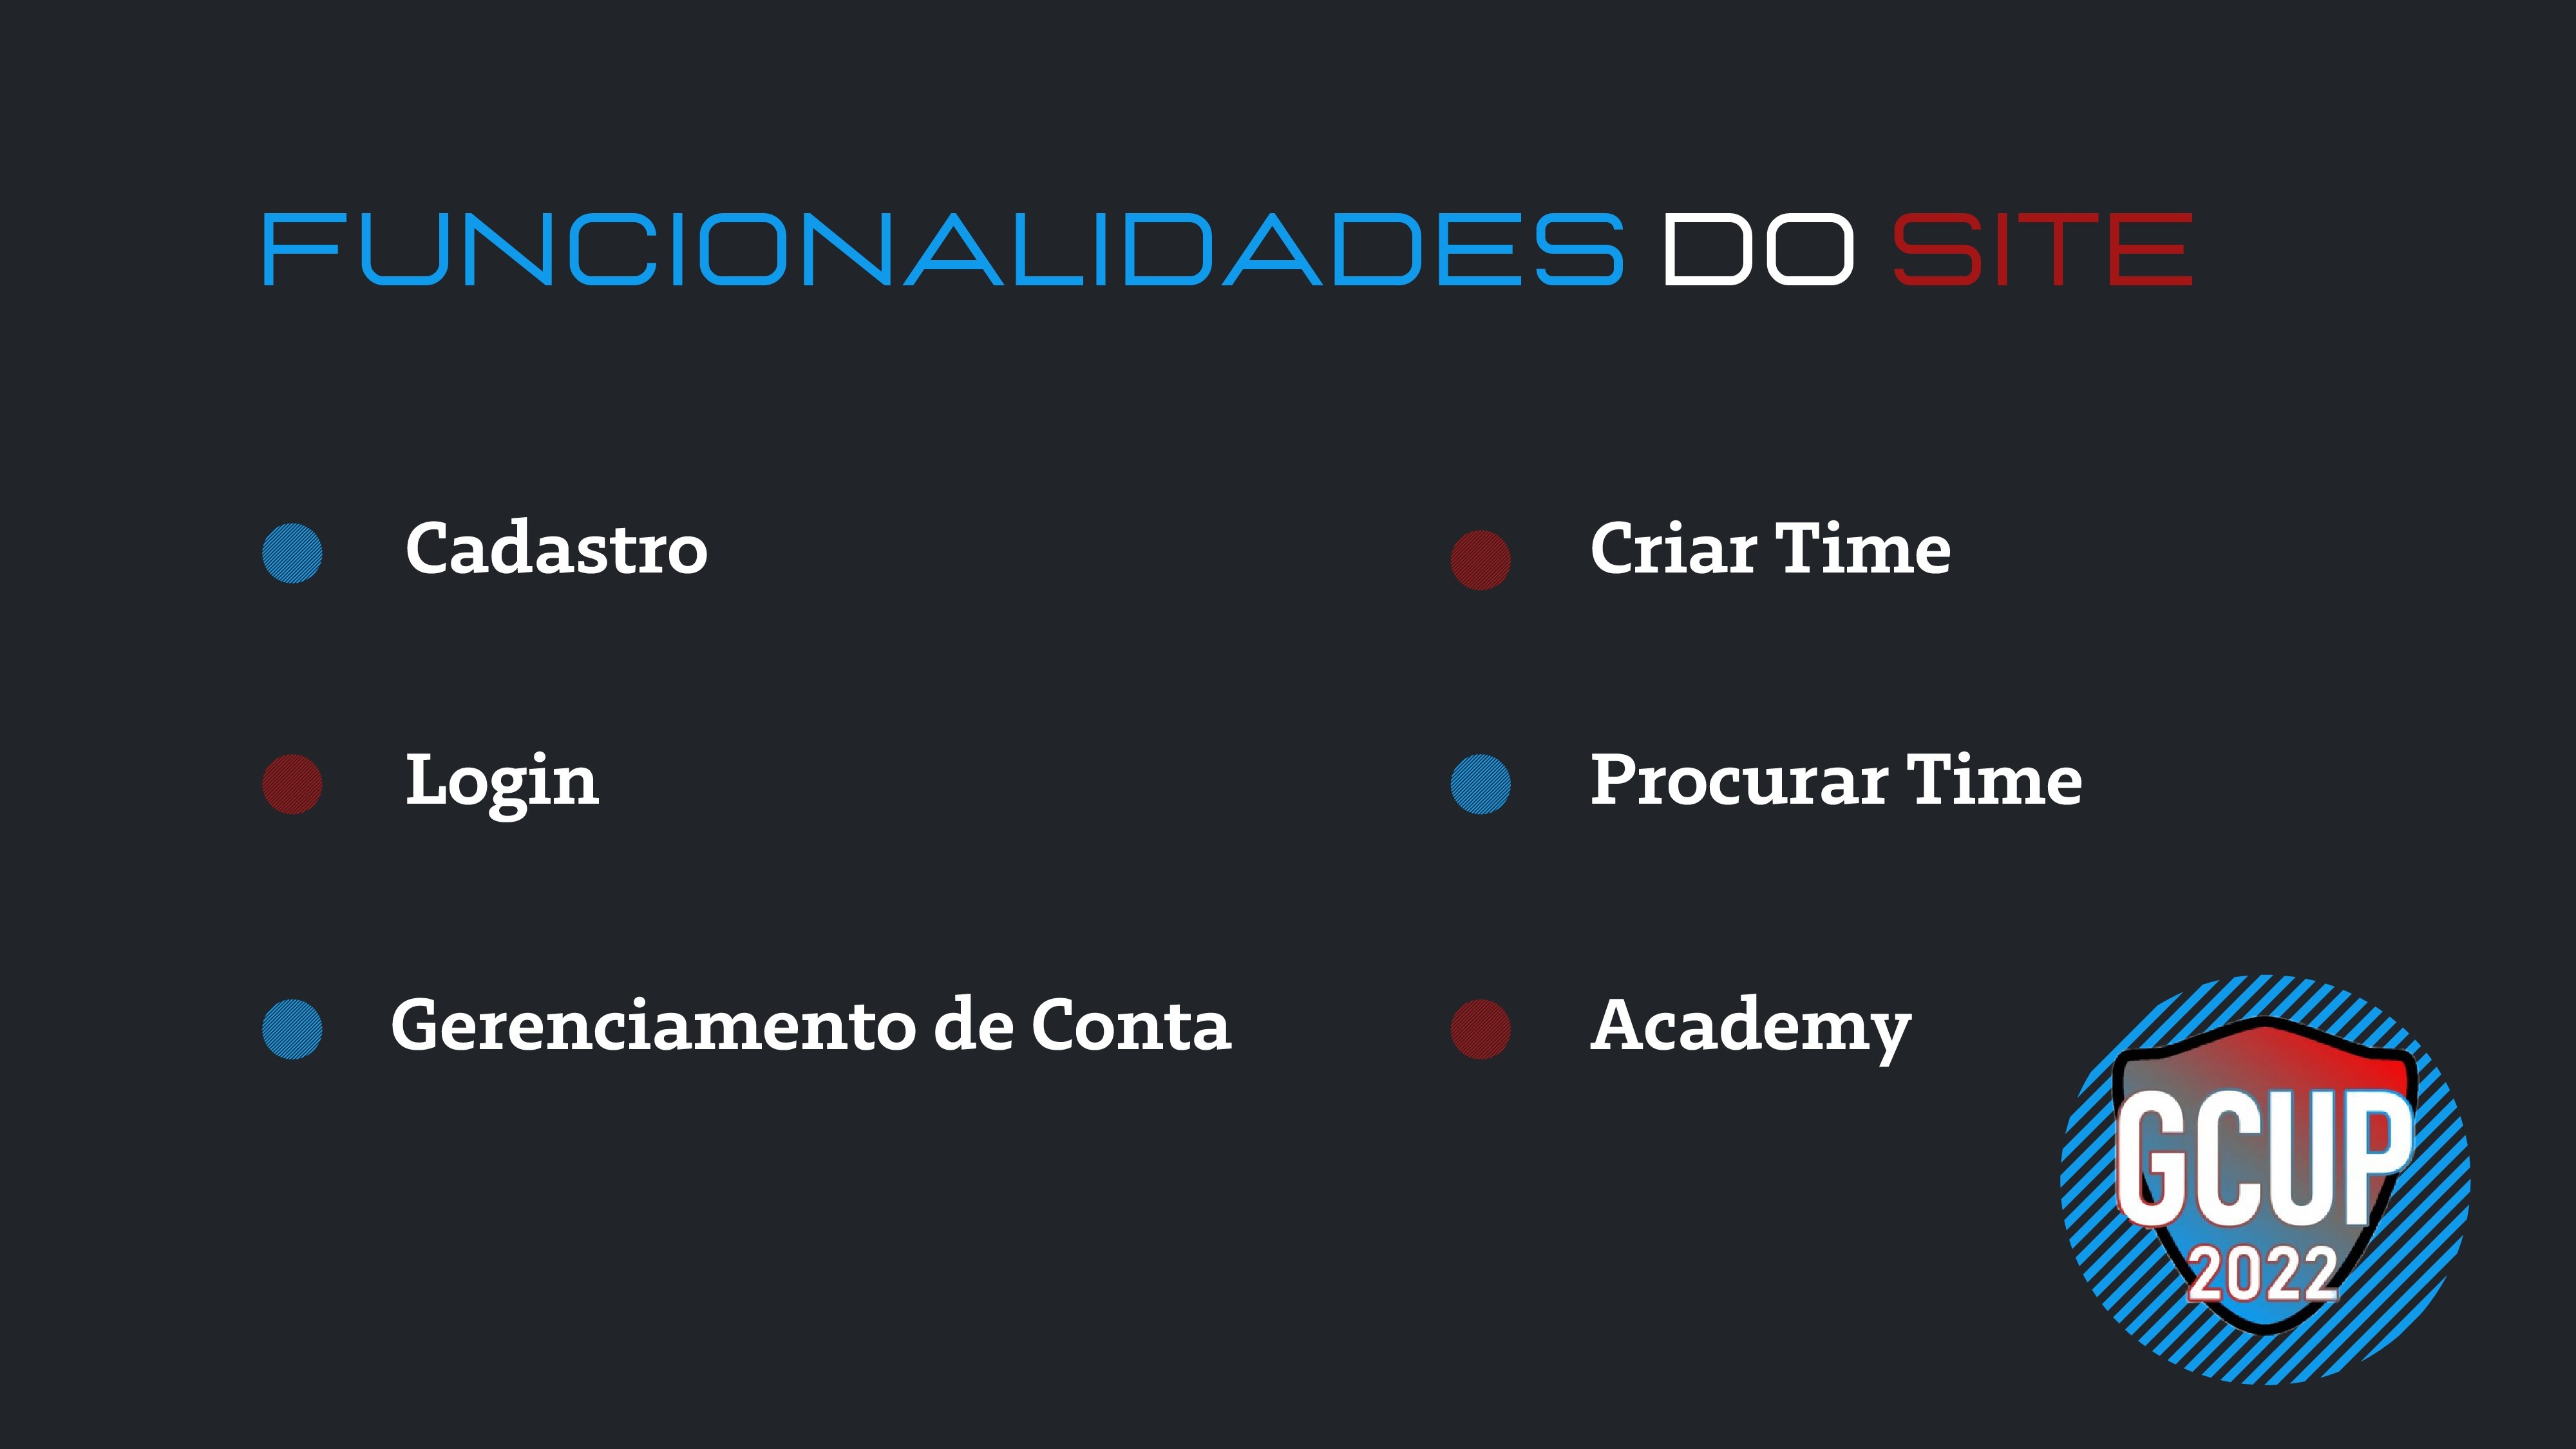 FUNCIONALIDADES DO SITE
Cadastro
Login
Gerenciamento de Conta
Criar Time
Procurar Time
Academy
GCUP
2022